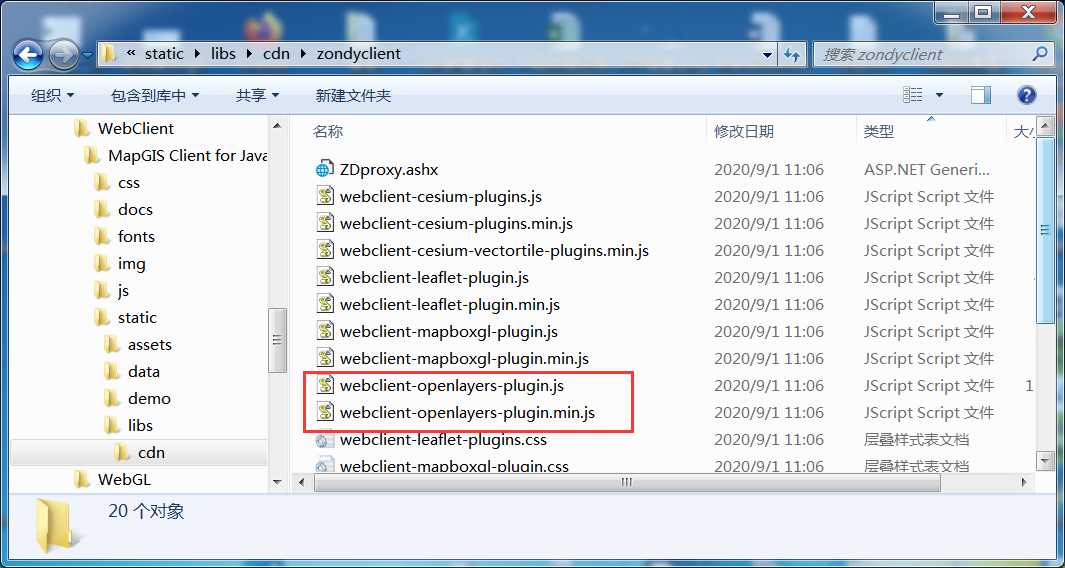 « static libs cdn zondyclient
搜索 zondyclient
组织 包含到库中 共享 新建文件夹
WebClient
MapGIS Client for Java
css
docs
fonts
img
js
static
assets
data
demo
libs
cdn
WebGL
名称 修改日期 类型 大小
ZDproxy.ashx 2020/9/1 11:06 ASP.NET Generi...
webclient-cesium-plugins.js 2020/9/1 11:06 JScript Script 文件
webclient-cesium-plugins.min.js 2020/9/1 11:06 JScript Script 文件
webclient-cesium-vectortile-plugins.min.js 2020/9/1 11:06 JScript Script 文件
webclient-leaflet-plugin.js 2020/9/1 11:06 JScript Script 文件
webclient-leaflet-plugin.min.js 2020/9/1 11:06 JScript Script 文件
webclient-mapboxgl-plugin.js 2020/9/1 11:06 JScript Script 文件
webclient-mapboxgl-plugin.min.js 2020/9/1 11:06 JScript Script 文件
webclient-openlayers-plugin.js 2020/9/1 11:06 JScript Script 文件 1
webclient-openlayers-plugin.min.js 2020/9/1 11:06 JScript Script 文件
webclient-leaflet-plugins.css 2020/9/1 11:06 层叠样式表文档
webclient-mapboxgl-plugin.css 2020/9/1 11:06 层叠样式表文档
20 个对象